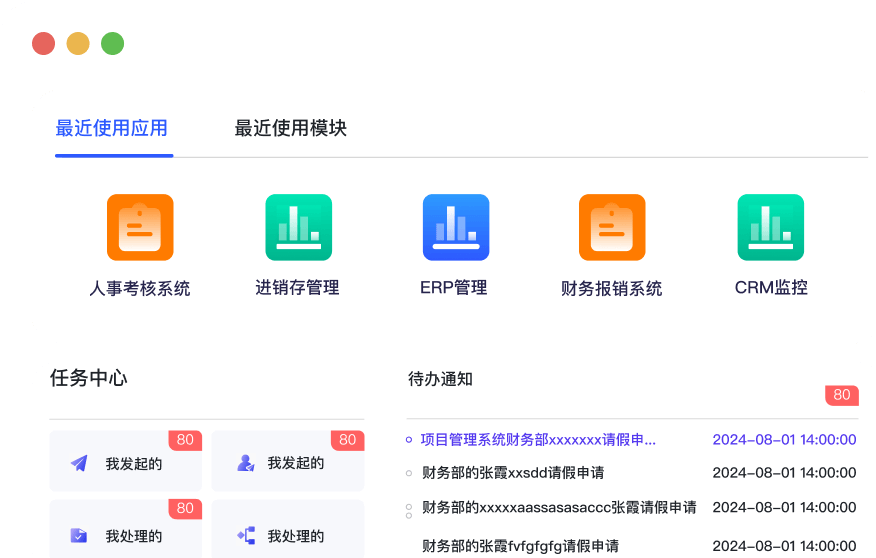 最近使用应用 最近使用模块
人事考核系统 进销存管理 ERP管理 财务报销系统 CRM监控
任务中心
80 80
我发起的 我发起的
80
我处理的 我处理的
待办通知
80
项目管理系统财务部xxxxxxx请假申... 2024-08-01 14:00:00
财务部的张霞xxsdd请假申请 2024-08-01 14:00:00
财务部的xxxxxaassasasaccc张霞请假申请 2024-08-01 14:00:00
财务部的张霞fvfgfgfg请假申请 2024-08-01 14:00:00